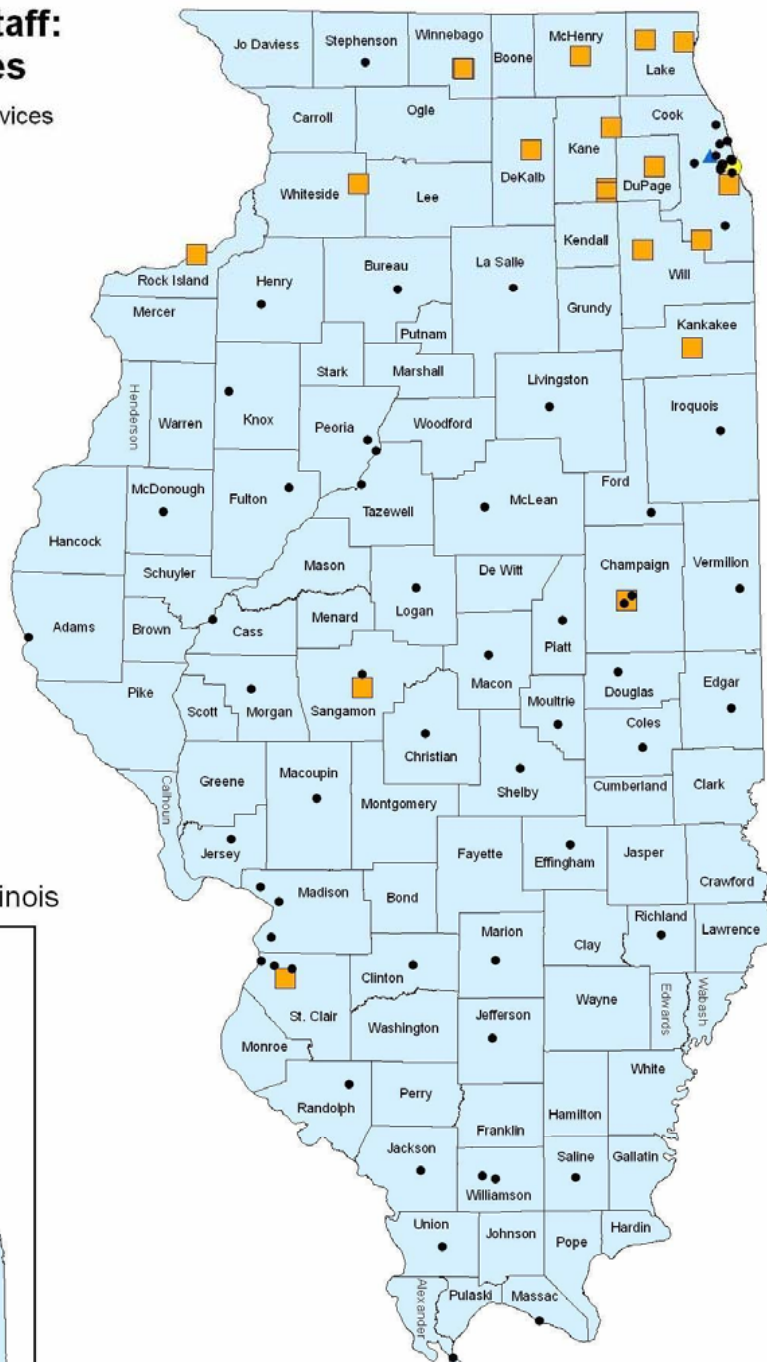 taff:
es
vices
Jo Daviess
Stephenson
Winnebago
Boone
McHenry
Lake
Carroll
Ogle
Cook
Kane
DeKalb
DuPage
Whiteside
Lee
Kendall
La Salle
Bureau
Will
Rock Island
Henry
Grundy
Mercer
Putnam
Kankakee
Stark
Marshall
Livingston
Henderson
Warren
Knox
Peoria
Woodford
Iroquois
McDonough
Fulton
Ford
Tazewell
McLean
Hancock
Mason
Champaign
Vermilion
Schuyler
De Witt
Logan
Menard
Adams
Brown
Cass
Piatt
Macon
Edgar
Pike
Douglas
Moultrie
Scott
Morgan
Sangamon
Coles
Christian
Greene
Macoupin
Calhoun
Montgomery
Shelby
Cumberland
Clark
Jersey
Fayette
Effingham
Jasper
Crawford
inois
Madison
Bond
Richland
Lawrence
Marion
Clay
Clinton
Wayne
Edwards
Wabash
St. Clair
Washington
Jefferson
Monroe
White
Perry
Randolph
Hamilton
Franklin
Jackson
Saline
Gallatin
Williamson
Union
Johnson
Pope
Hardin
Alexander
Pulaski
Massac